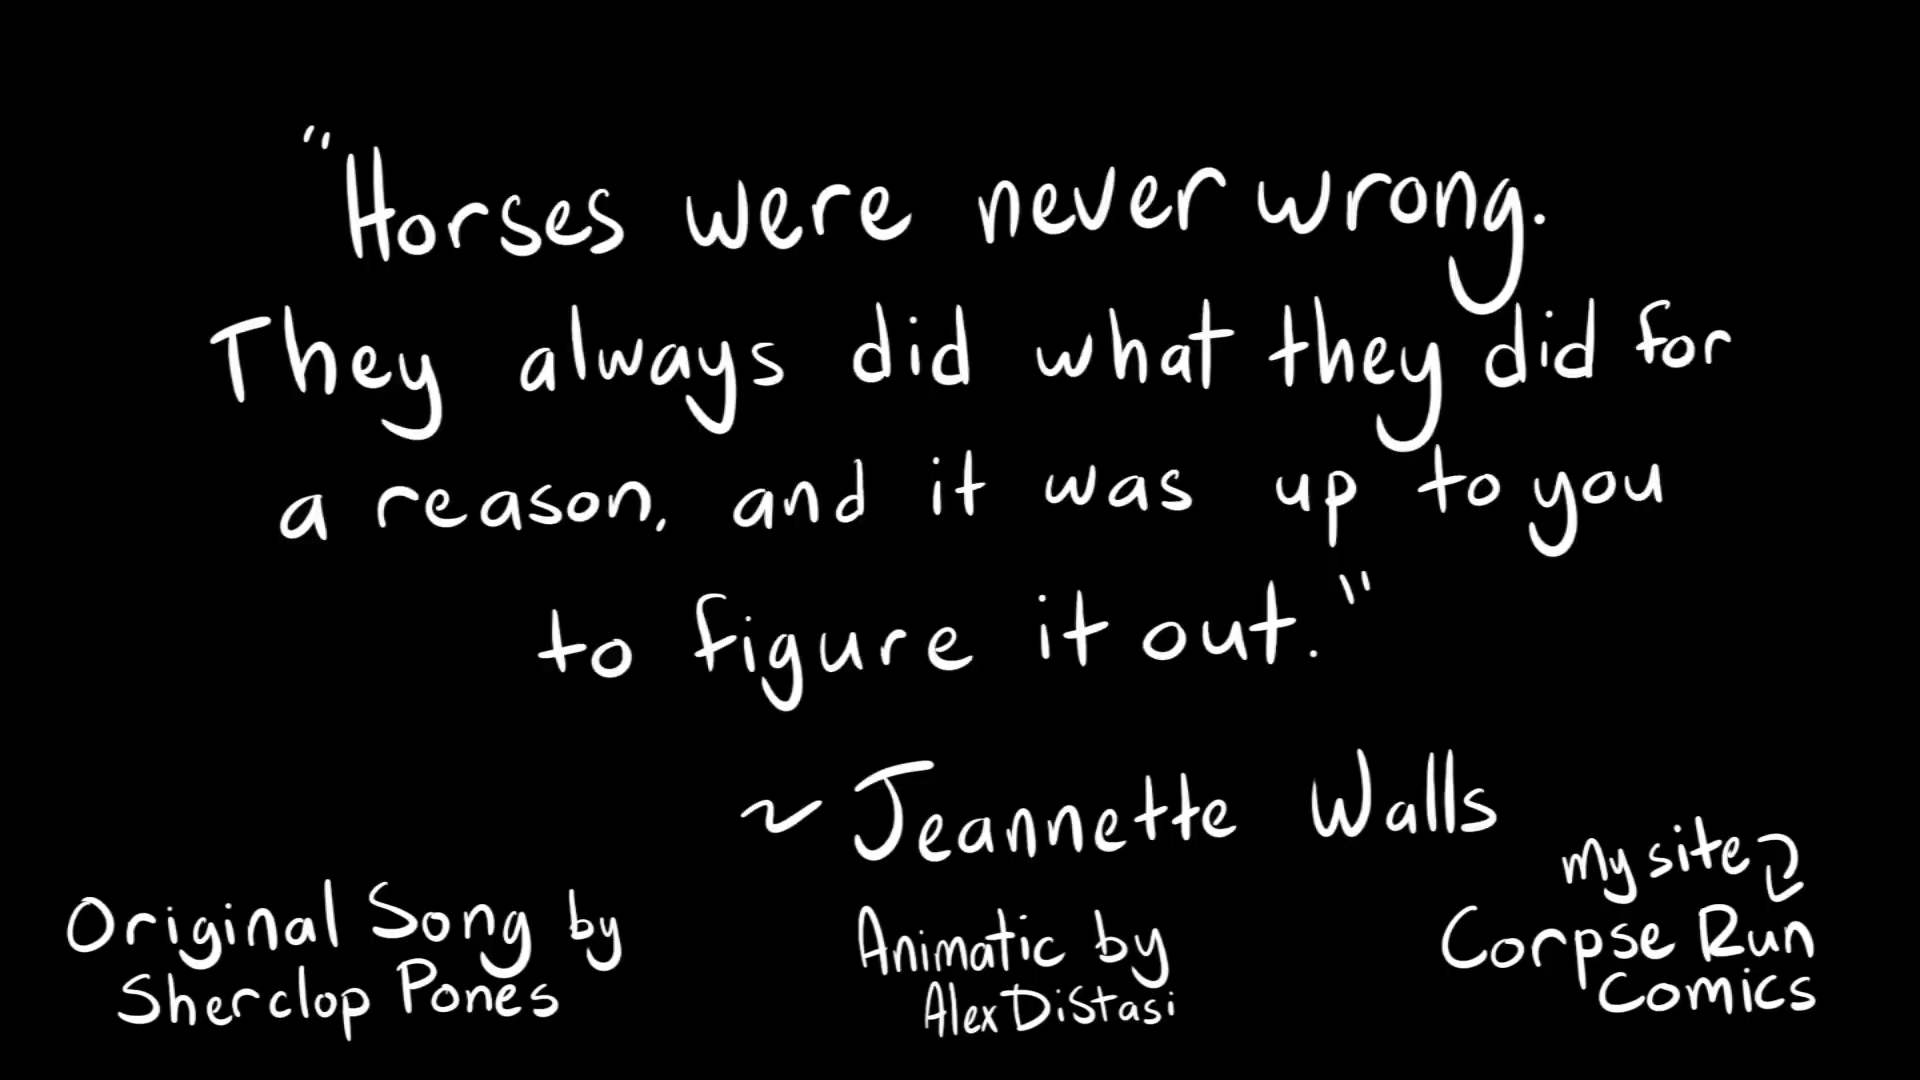 "Horses were never wrong.
They always did what they did for
a reason, and it was up to you
to figure it out."
~ Jeannette Walls
Original Song by
Sherclop Pones
Animatic by
Alex DiStasi
my site
Corpse Run
Comics